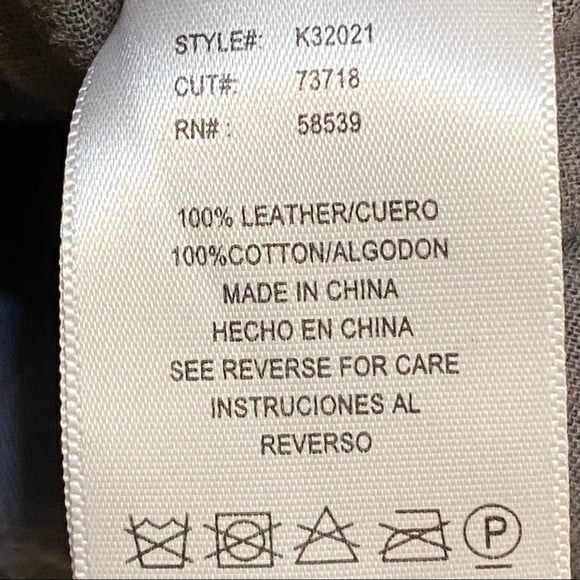 STYLE#: K32021
CUT#: 73718
RN# : 58539
100% LEATHER/CUERO
100%COTTON/ALGODON
MADE IN CHINA
HECHO EN CHINA
SEE REVERSE FOR CARE
INSTRUCIONES AL
REVERSO
P